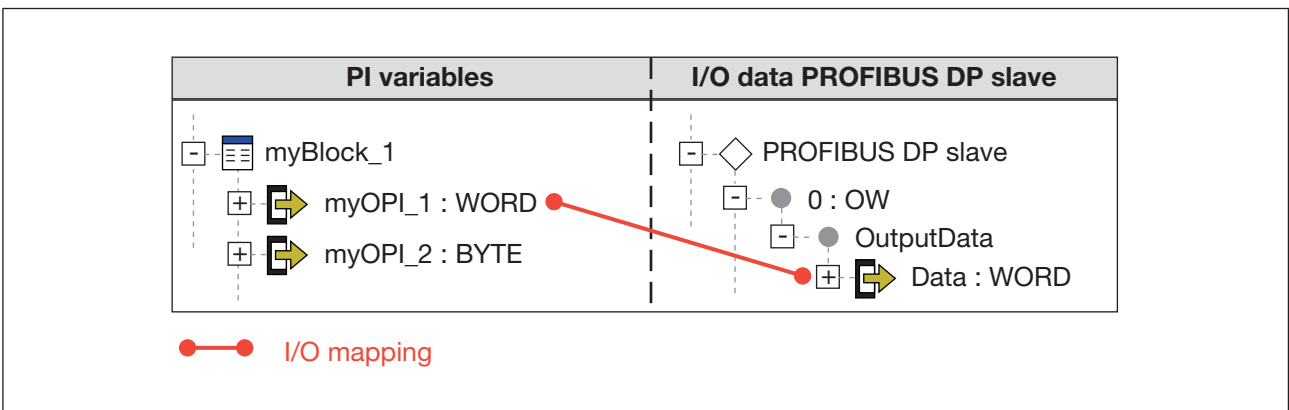 PI variables
I/O data PROFIBUS DP slave
myBlock_1
PROFIBUS DP slave
myOPI_1 : WORD
0 : OW
myOPI_2 : BYTE
OutputData
Data : WORD
I/O mapping